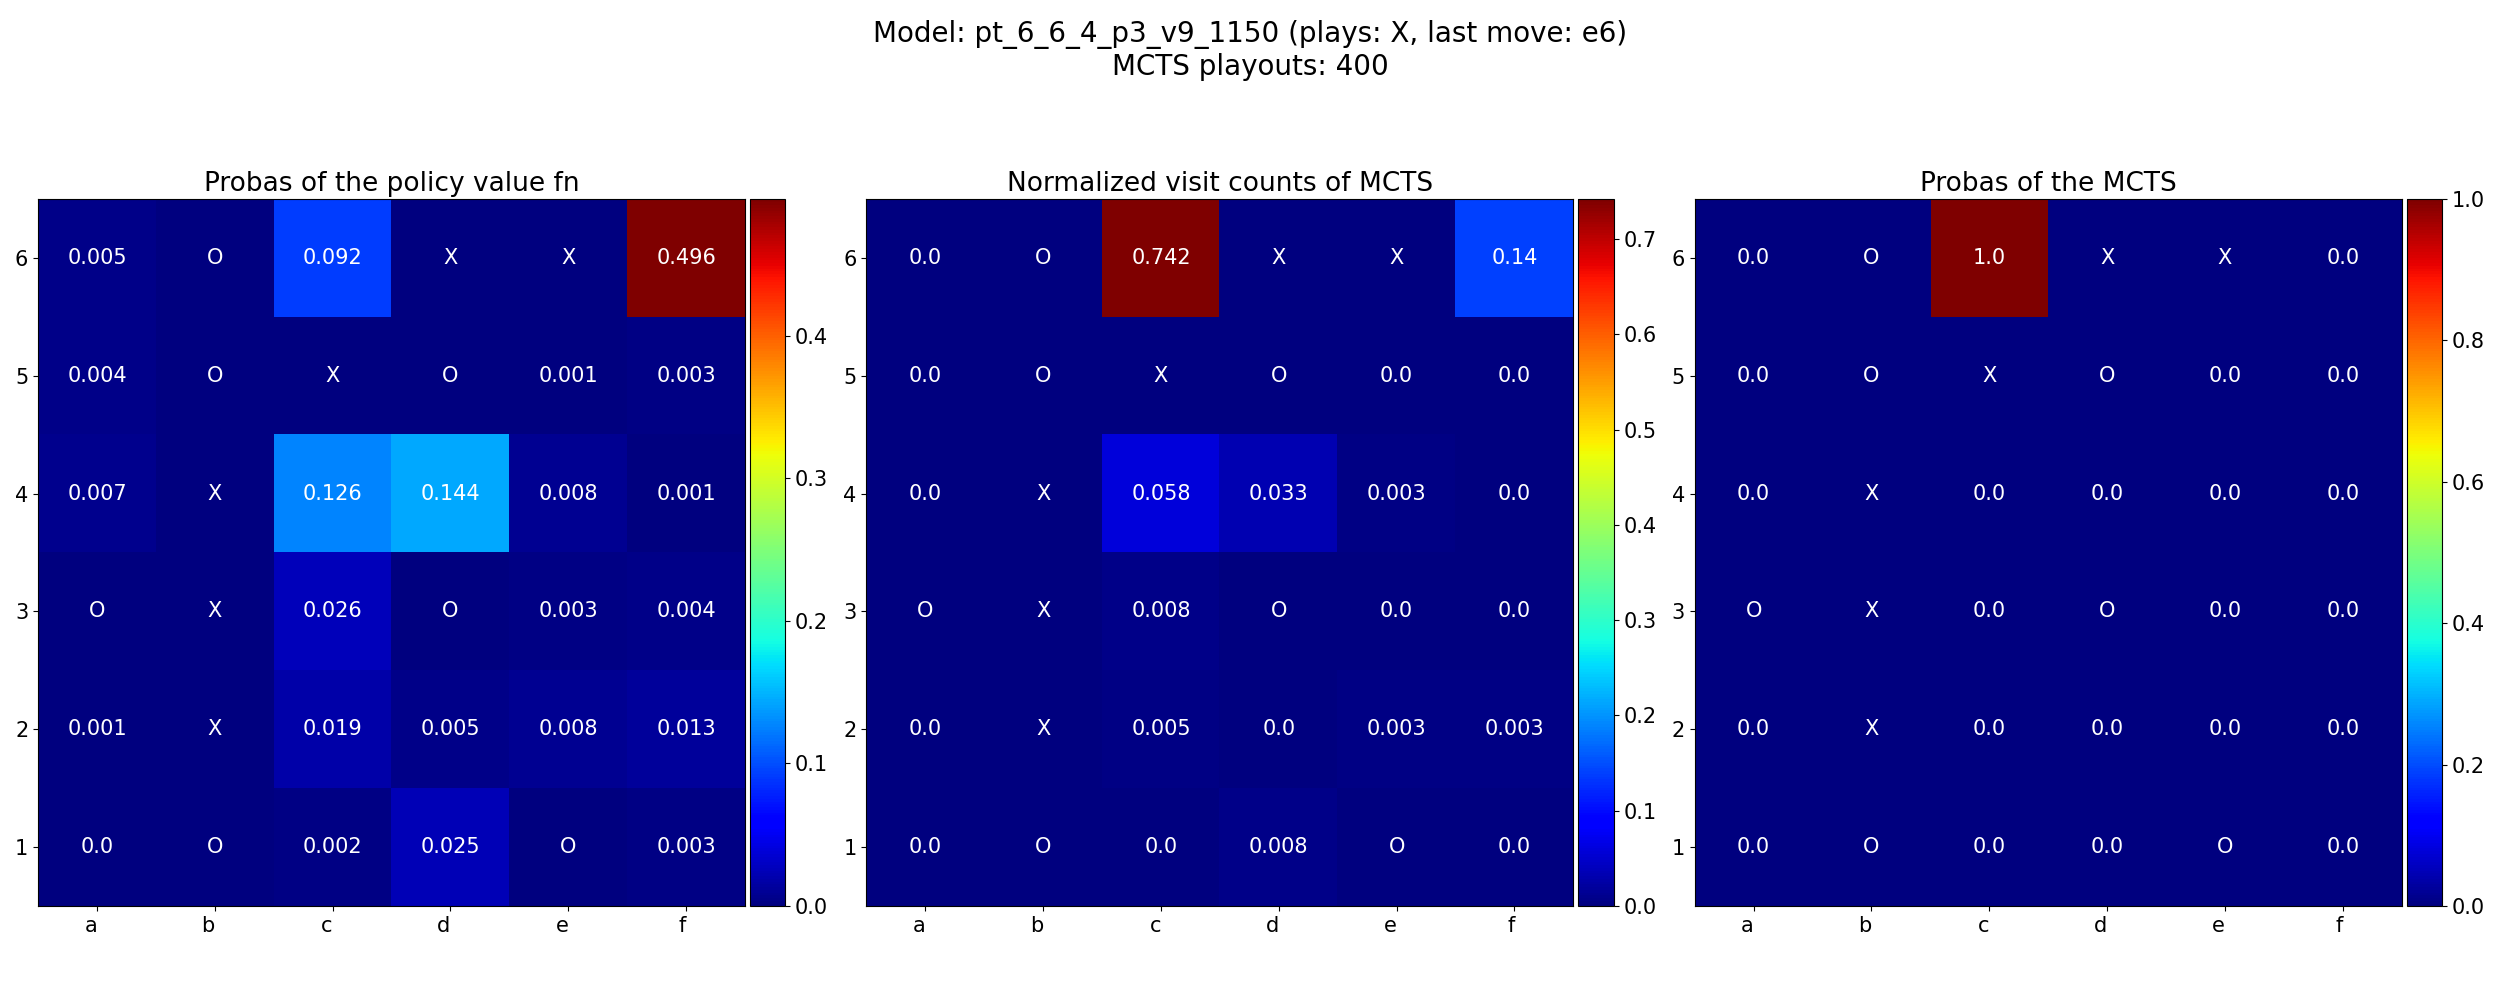 Model: pt_6_6_4_p3_v9_1150 (plays: X, last move: e6)
MCTS playouts: 400
Probas of the policy value fn
6 0.005 O 0.092 X X 0.496
5 0.004 O X O 0.001 0.003
4 0.007 X 0.126 0.144 0.008 0.001
3 O X 0.026 O 0.003 0.004
2 0.001 X 0.019 0.005 0.008 0.013
1 0.0 O 0.002 0.025 O 0.003
a b c d e f
0.4
0.3
0.2
0.1
0.0
Normalized visit counts of MCTS
6 0.0 O 0.742 X X 0.14
5 0.0 O X O 0.0 0.0
4 0.0 X 0.058 0.033 0.003 0.0
3 O X 0.008 O 0.0 0.0
2 0.0 X 0.005 0.0 0.003 0.003
1 0.0 O 0.0 0.008 O 0.0
a b c d e f
0.7
0.6
0.5
0.4
0.3
0.2
0.1
0.0
Probas of the MCTS
6 0.0 O 1.0 X X 0.0
5 0.0 O X O 0.0 0.0
4 0.0 X 0.0 0.0 0.0 0.0
3 O X 0.0 O 0.0 0.0
2 0.0 X 0.0 0.0 0.0 0.0
1 0.0 O 0.0 0.0 O 0.0
a b c d e f
1.0
0.8
0.6
0.4
0.2
0.0